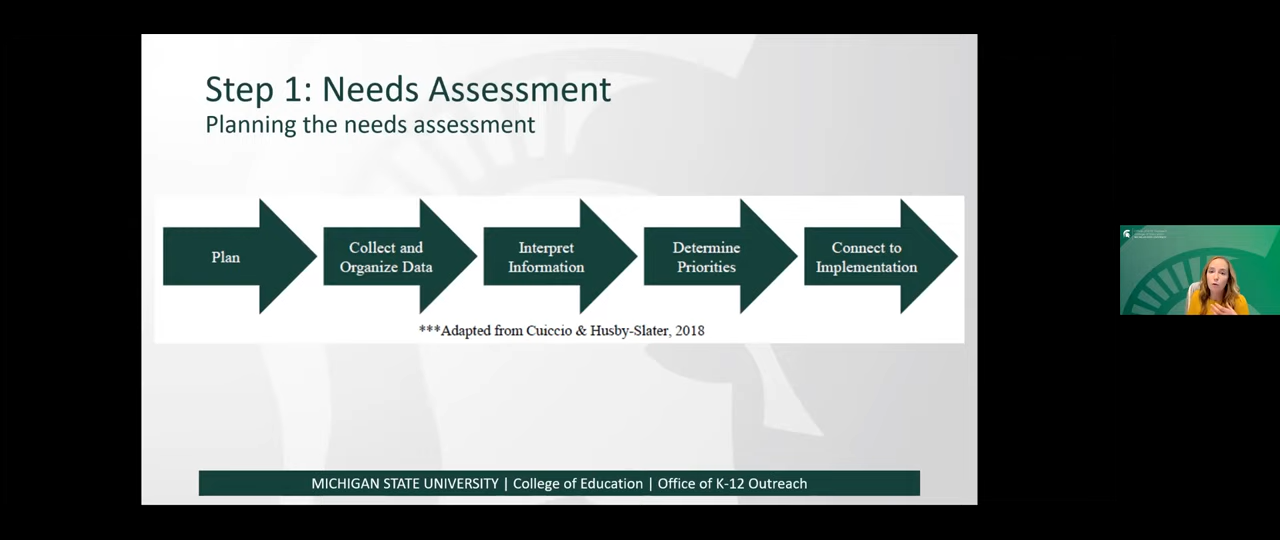 Step 1: Needs Assessment
Planning the needs assessment
Plan
Collect and
Organize Data
Interpret
Information
Determine
Priorities
Connect to
Implementation
***Adapted from Cuiccio & Husby-Slater, 2018
MICHIGAN STATE UNIVERSITY | College of Education | Office of K-12 Outreach